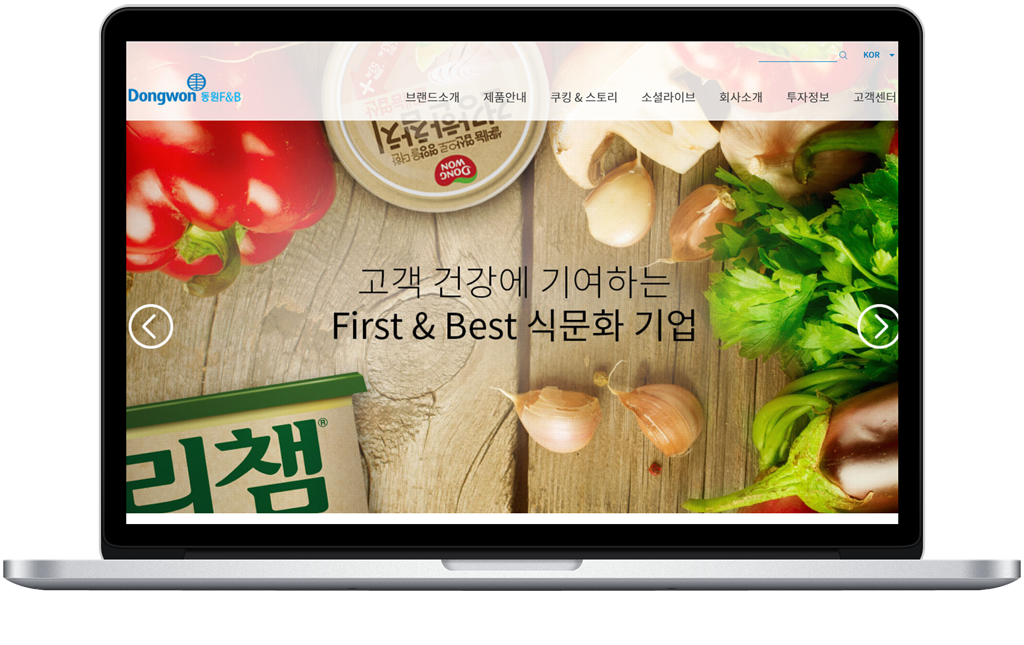 KOR
Dongwon 동원F&B
브랜드소개 제품안내 쿠킹 & 스토리 소셜라이브 회사소개 투자정보 고객센터
DONG
WON
고객 건강에 기여하는
First & Best 식문화 기업
리챔®